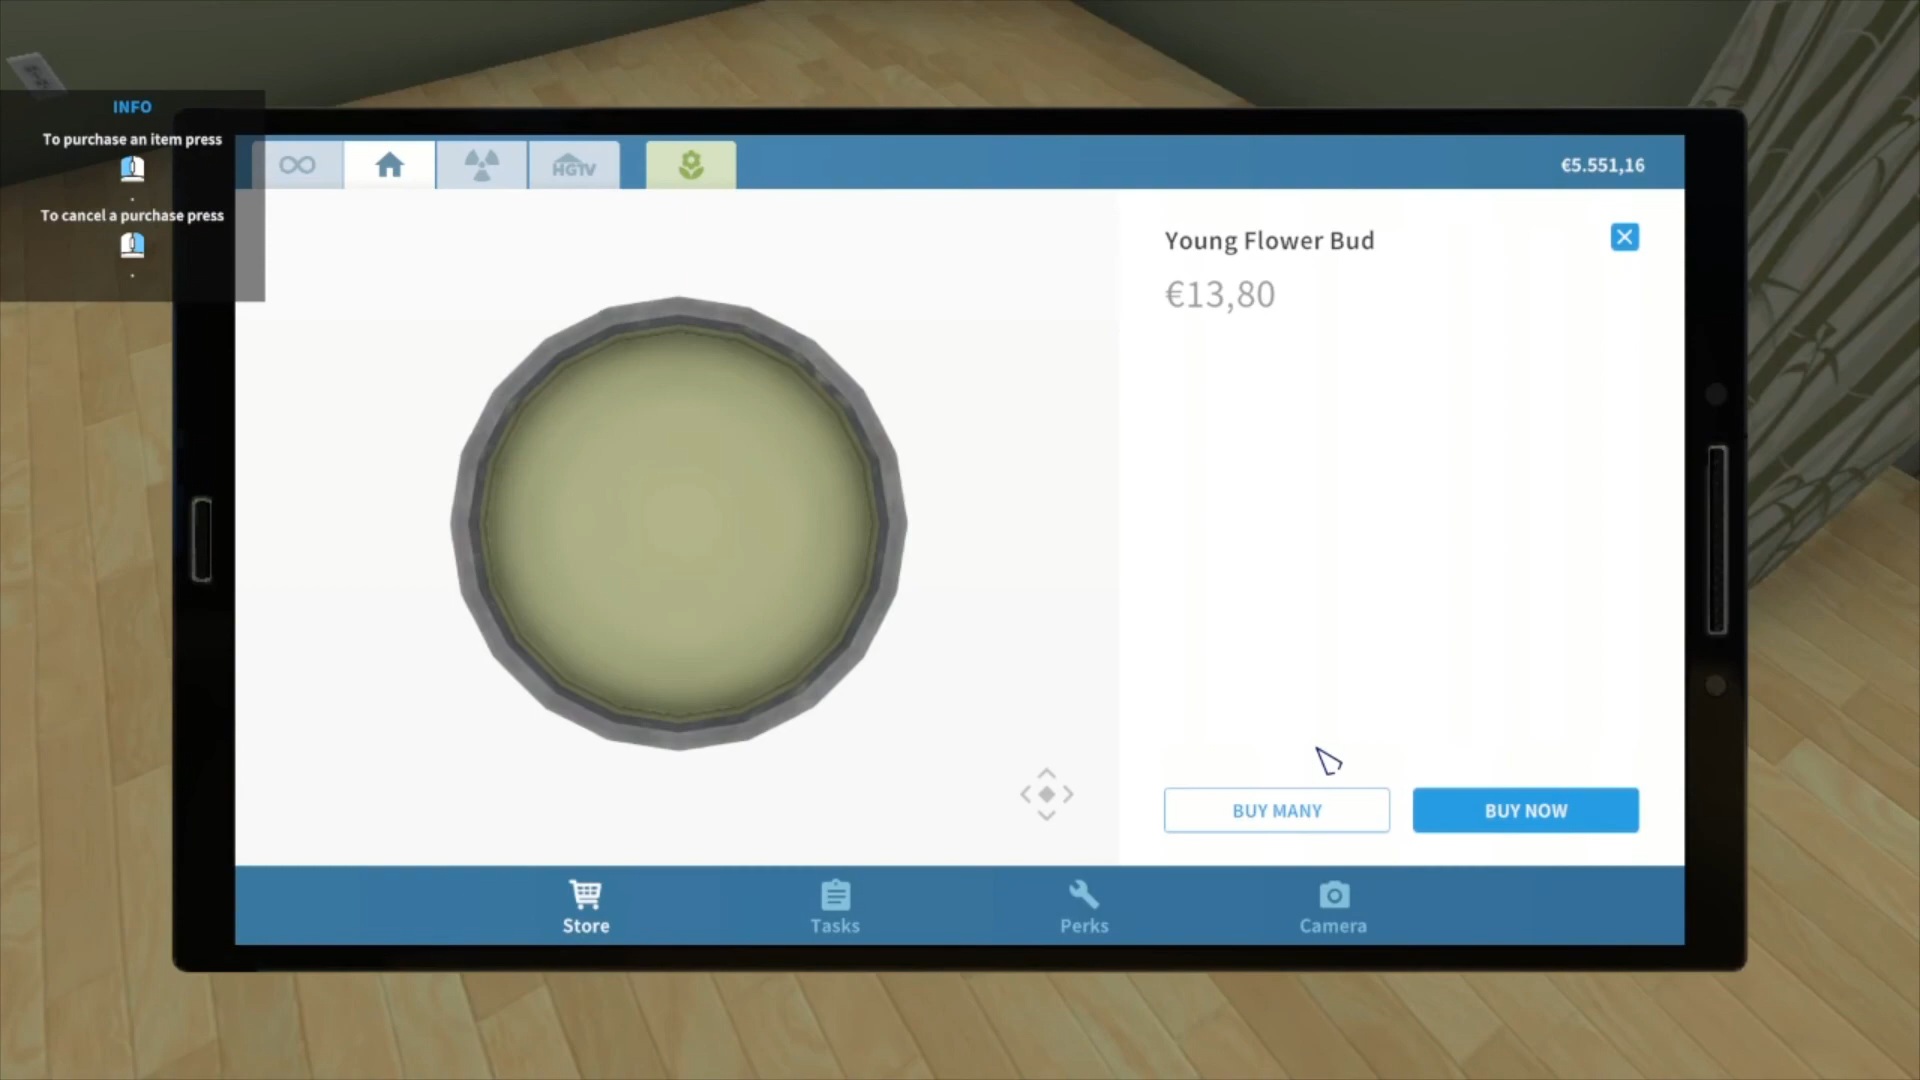 INFO
To purchase an item press
.
To cancel a purchase press
.
HGTV
€5.551,16
Young Flower Bud
€13,80
BUY MANY
BUY NOW
Store
Tasks
Perks
Camera